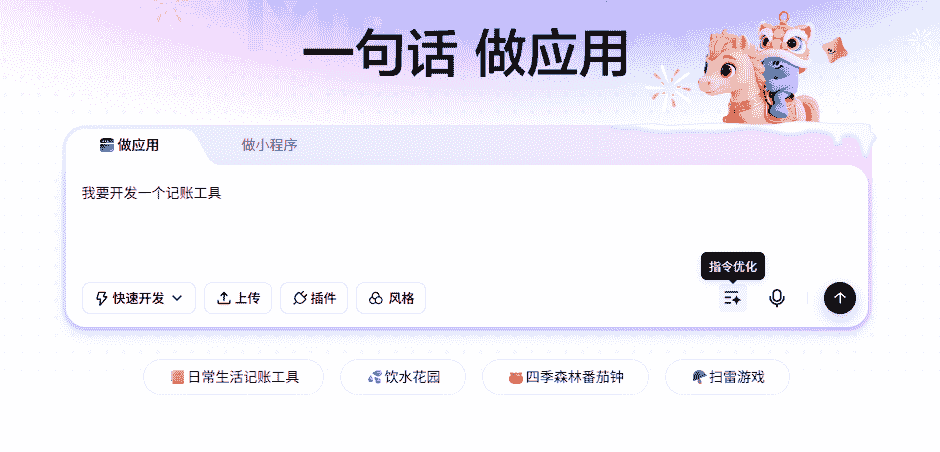 一句话 做应用
做应用
做小程序
我要开发一个记账工具
指令优化
快速开发
上传
插件
风格
日常生活记账工具
饮水花园
四季森林番茄钟
扫雷游戏